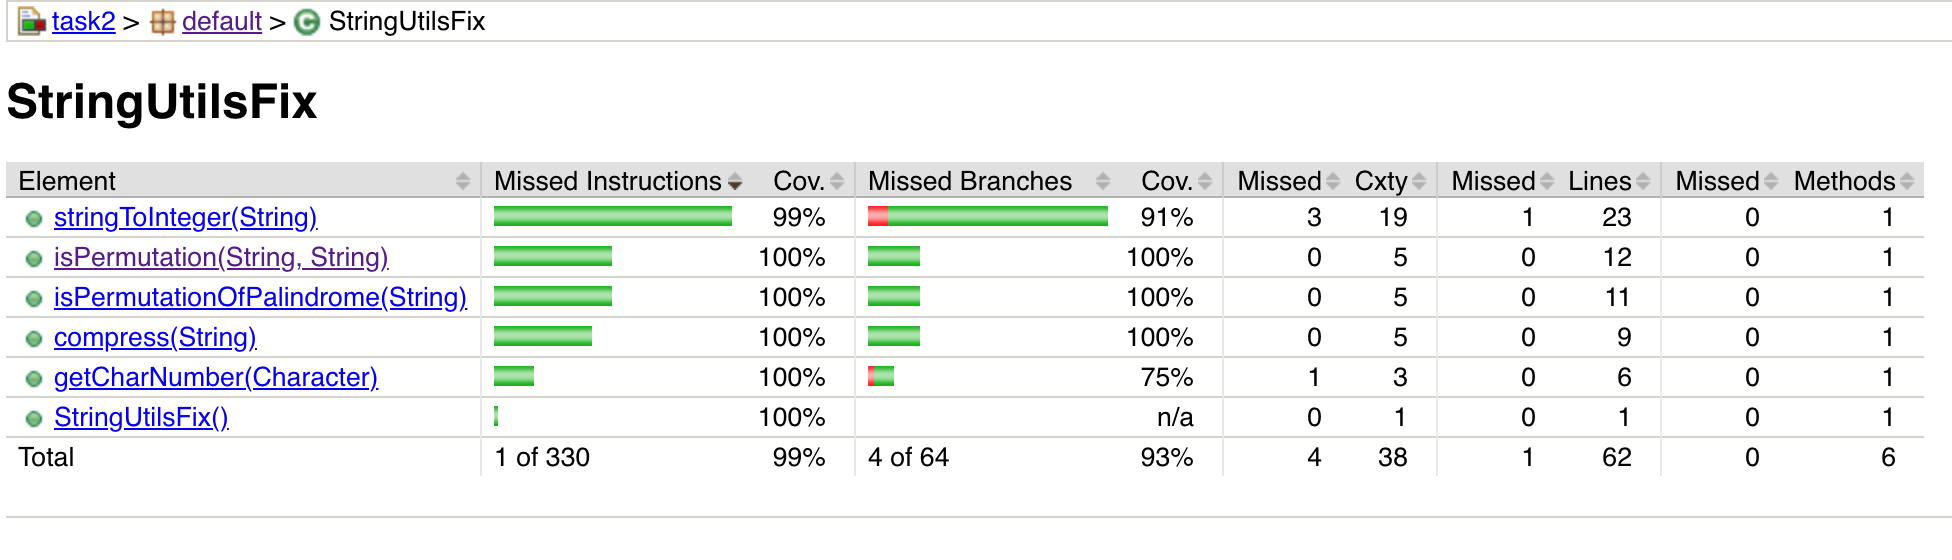 task2 > default > StringUtilsFix
StringUtilsFix
Element Missed Instructions Cov. Missed Branches Cov. Missed Cxty Missed Lines Missed Methods
stringToInteger(String) 99% 91% 3 19 1 23 0 1
isPermutation(String, String) 100% 100% 0 5 0 12 0 1
isPermutationOfPalindrome(String) 100% 100% 0 5 0 11 0 1
compress(String) 100% 100% 0 5 0 9 0 1
getCharNumber(Character) 100% 75% 1 3 0 6 0 1
StringUtilsFix() 100% n/a 0 1 0 1 0 1
Total 1 of 330 99% 4 of 64 93% 4 38 1 62 0 6